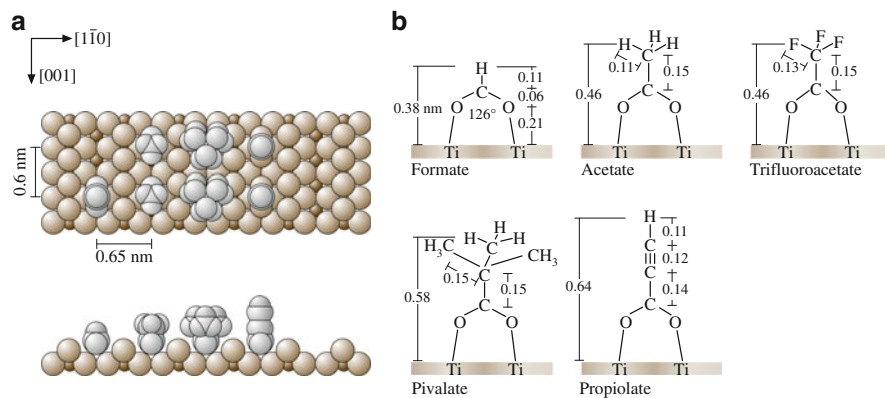 a
[11̄0]
[001]
0.6 nm
0.65 nm
b
H
C
O
O
126°
0.38 nm
0.11
0.06
0.21
Ti
Ti
Formate
H
H
H
C
0.11
0.15
C
O
O
0.46
Ti
Ti
Acetate
F
F
F
C
0.13
0.15
C
O
O
0.46
Ti
Ti
Trifluoroacetate
H
H
H
H₃C
C
CH₃
0.15
C
0.15
C
O
O
0.58
Ti
Ti
Pivalate
H
0.11
C
0.12
C
0.14
C
O
O
0.64
Ti
Ti
Propiolate